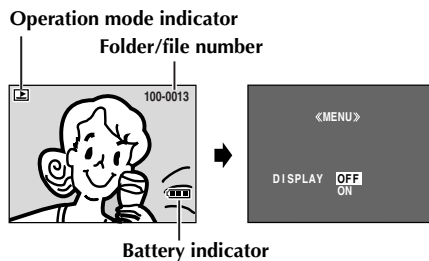 Operation mode indicator
Folder/file number
100-0013
Battery indicator
《MENU》
DISPLAY OFF
ON